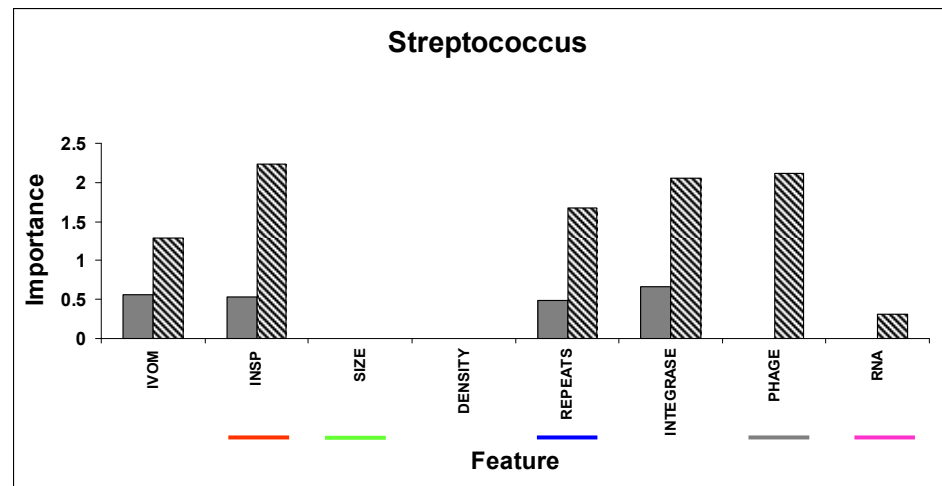 Streptococcus
Importance
2.5
2
1.5
1
0.5
0
IVOM
INSP
SIZE
DENSITY
REPEATS
INTEGRASE
PHAGE
RNA
Feature